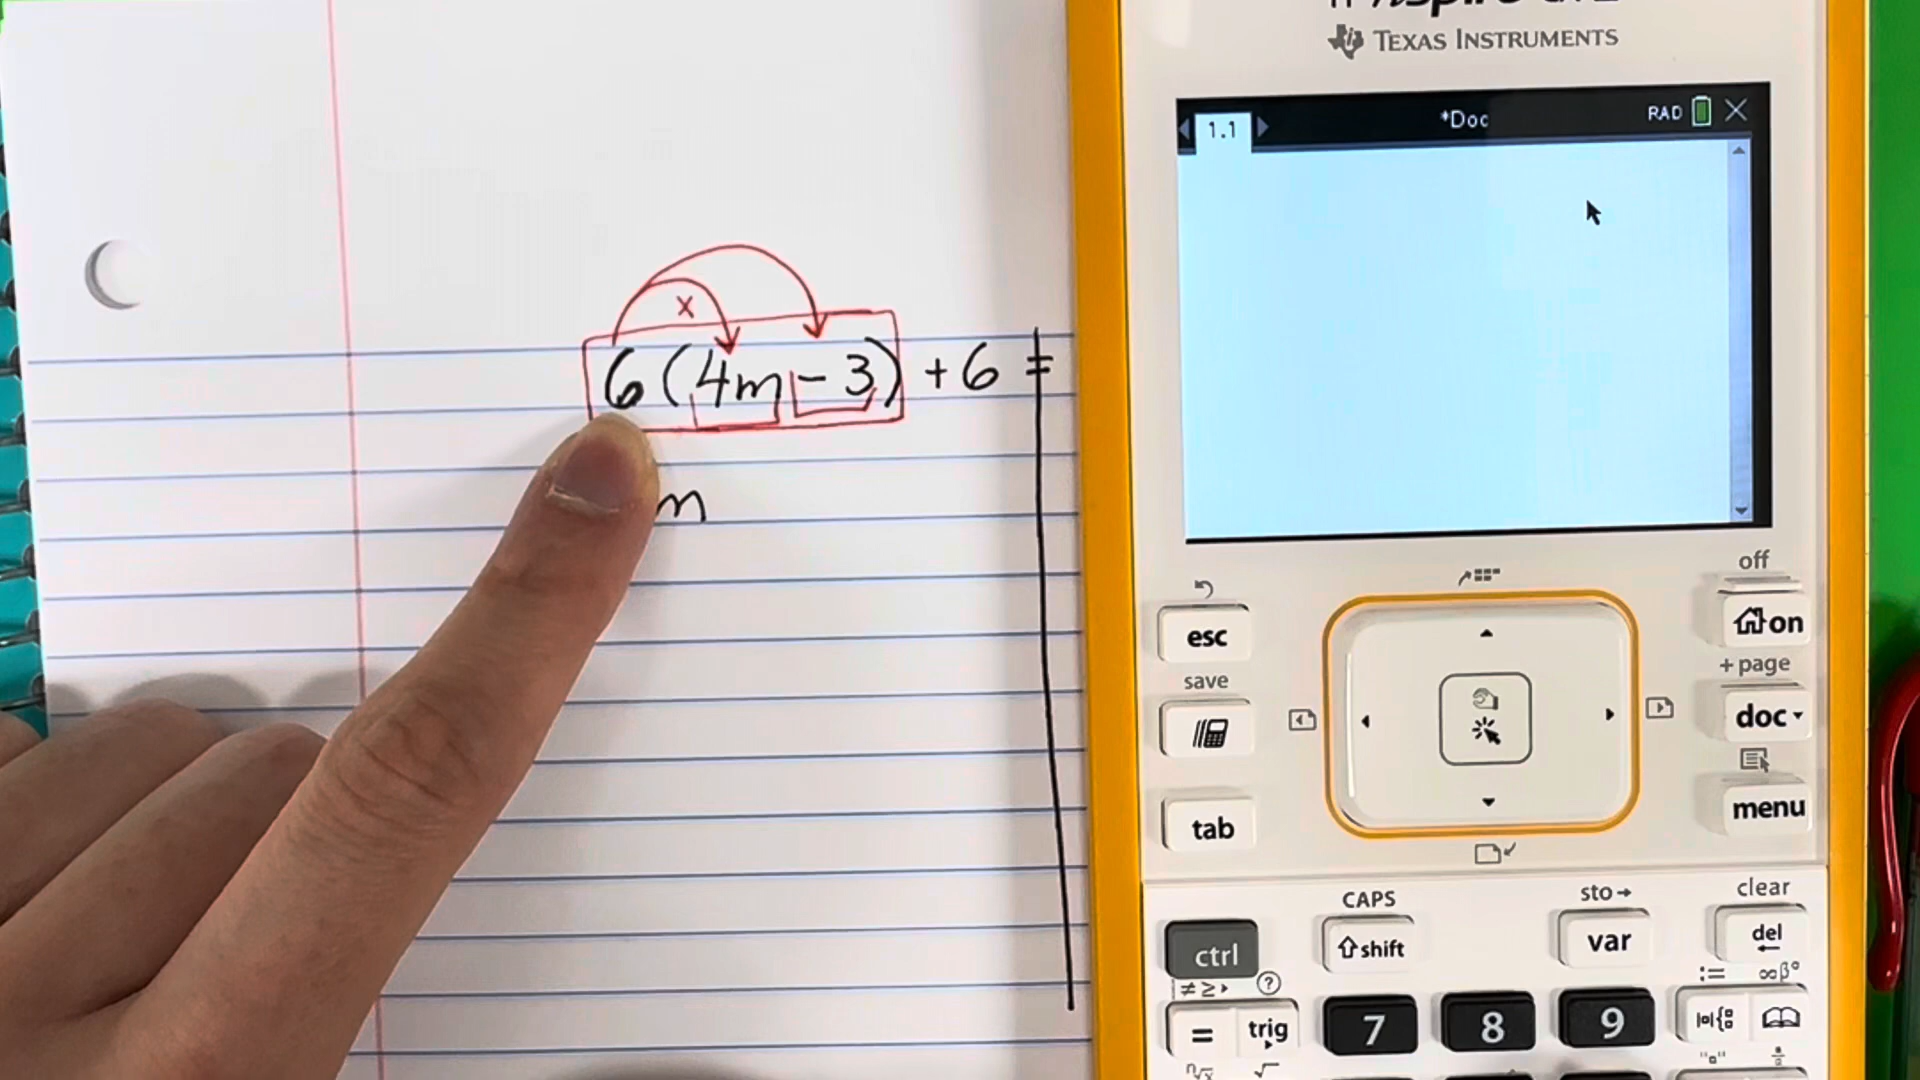 TEXAS INSTRUMENTS
1.1 *Doc RAD
x
6(4m-3)+6=
m
off
esc on
save + page
doc
tab menu
CAPS sto→ clear
ctrl shift var del
≠≥▸ ? := ∞β°
= trig 7 8 9